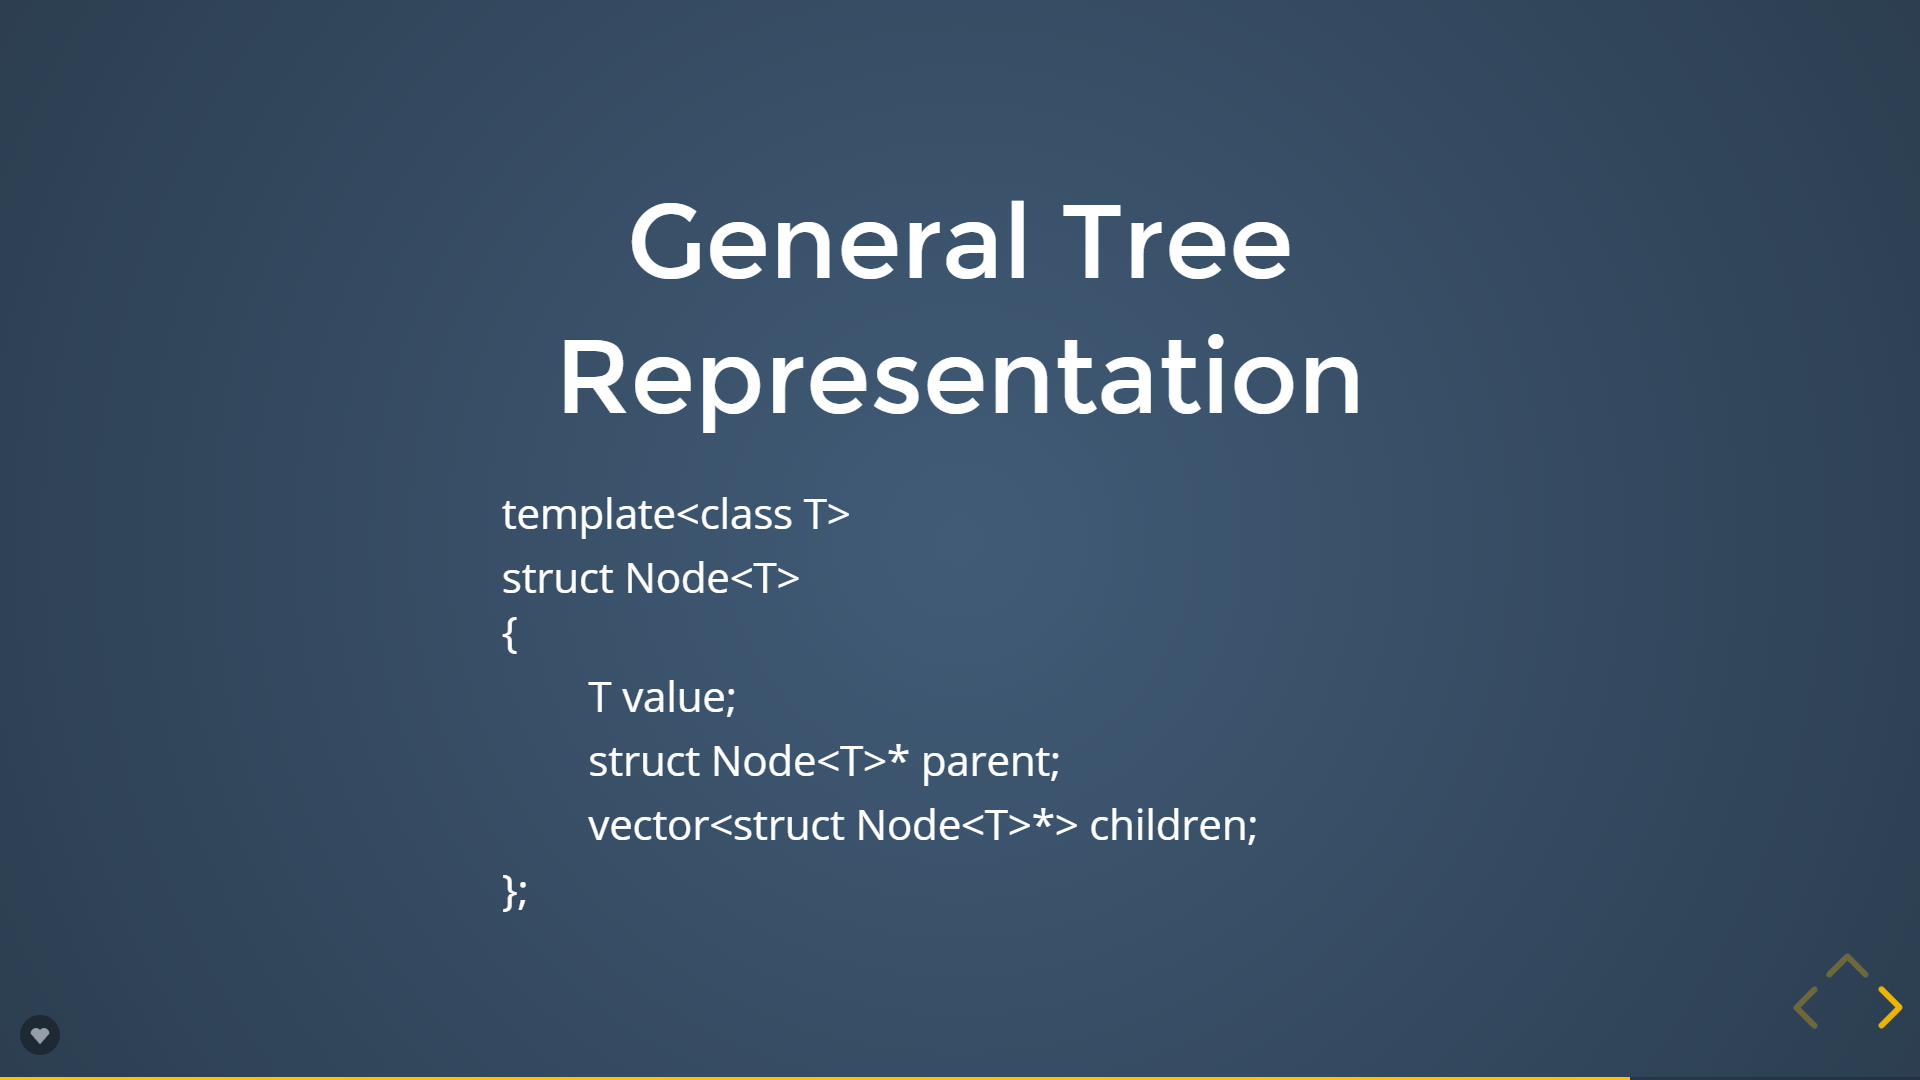 General Tree
Representation
template<class T>
struct Node<T>
{
T value;
struct Node<T>* parent;
vector<struct Node<T>*> children;
};